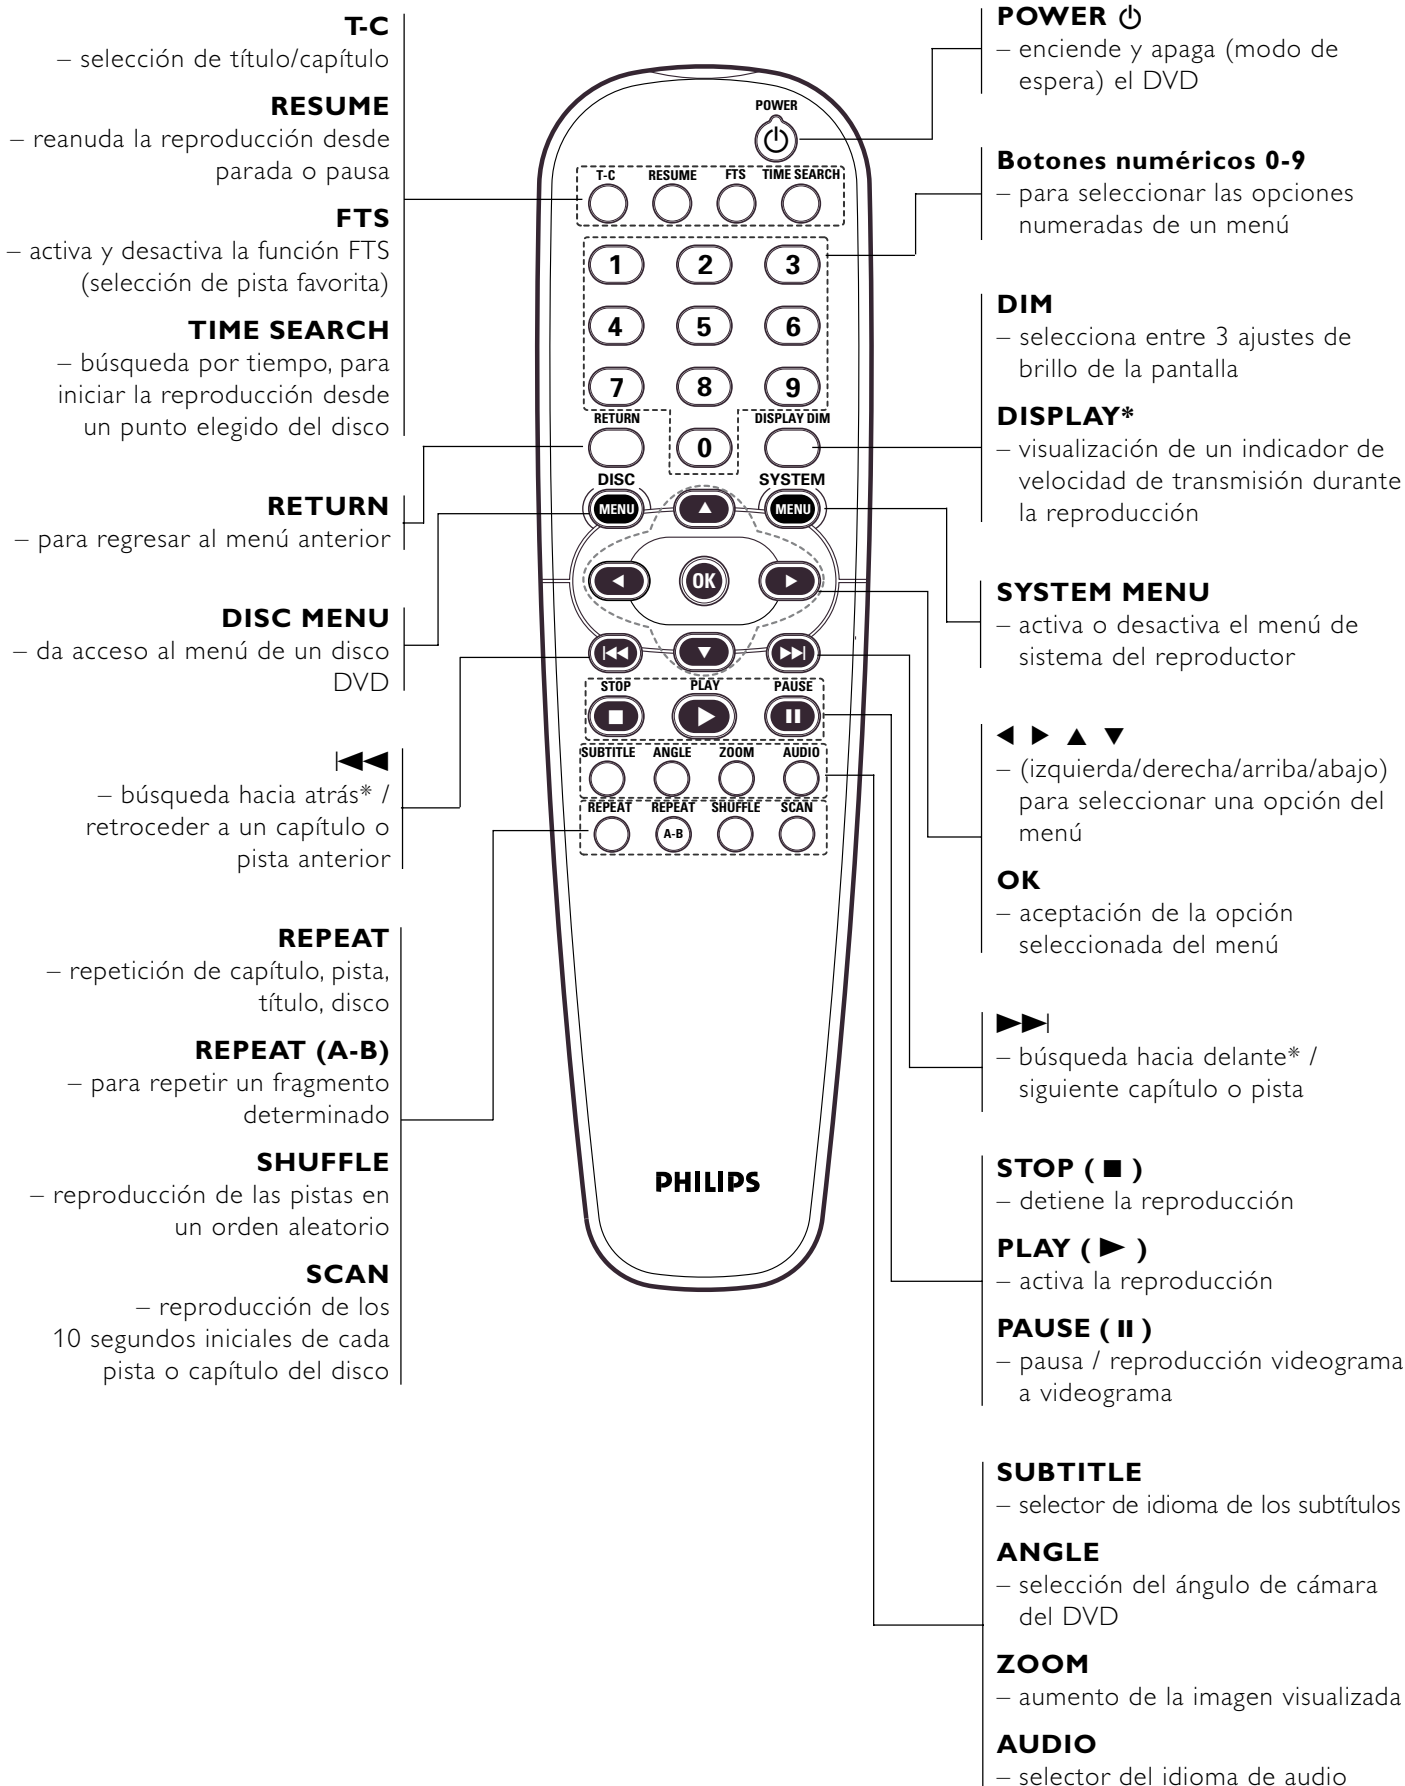 T-C
– selección de título/capítulo
RESUME
– reanuda la reproducción desde
parada o pausa
FTS
– activa y desactiva la función FTS
(selección de pista favorita)
TIME SEARCH
– búsqueda por tiempo, para
iniciar la reproducción desde
un punto elegido del disco
RETURN
– para regresar al menú anterior
DISC MENU
– da acceso al menú de un disco
DVD
– búsqueda hacia atrás* /
retroceder a un capítulo o
pista anterior
REPEAT
– repetición de capítulo, pista,
título, disco
REPEAT (A-B)
– para repetir un fragmento
determinado
SHUFFLE
– reproducción de las pistas en
un orden aleatorio
SCAN
– reproducción de los
10 segundos iniciales de cada
pista o capítulo del disco
POWER
T-C RESUME FTS TIME SEARCH
1 2 3
4 5 6
7 8 9
RETURN DISPLAY DIM
0
DISC SYSTEM
MENU ▲ MENU
◀ OK ▶
⏮ ▼ ⏭
STOP PLAY PAUSE
SUBTITLE ANGLE ZOOM AUDIO
REPEAT REPEAT SHUFFLE SCAN
A-B
PHILIPS
POWER ⏻
– enciende y apaga (modo de
espera) el DVD
Botones numéricos 0-9
– para seleccionar las opciones
numeradas de un menú
DIM
– selecciona entre 3 ajustes de
brillo de la pantalla
DISPLAY*
– visualización de un indicador de
velocidad de transmisión durante
la reproducción
SYSTEM MENU
– activa o desactiva el menú de
sistema del reproductor
◀ ▶ ▲ ▼
– (izquierda/derecha/arriba/abajo)
para seleccionar una opción del
menú
OK
– aceptación de la opción
seleccionada del menú
– búsqueda hacia delante* /
siguiente capítulo o pista
STOP ( ■ )
– detiene la reproducción
PLAY ( ▶ )
– activa la reproducción
PAUSE ( II )
– pausa / reproducción videograma
a videograma
SUBTITLE
– selector de idioma de los subtítulos
ANGLE
– selección del ángulo de cámara
del DVD
ZOOM
– aumento de la imagen visualizada
AUDIO
– selector del idioma de audio